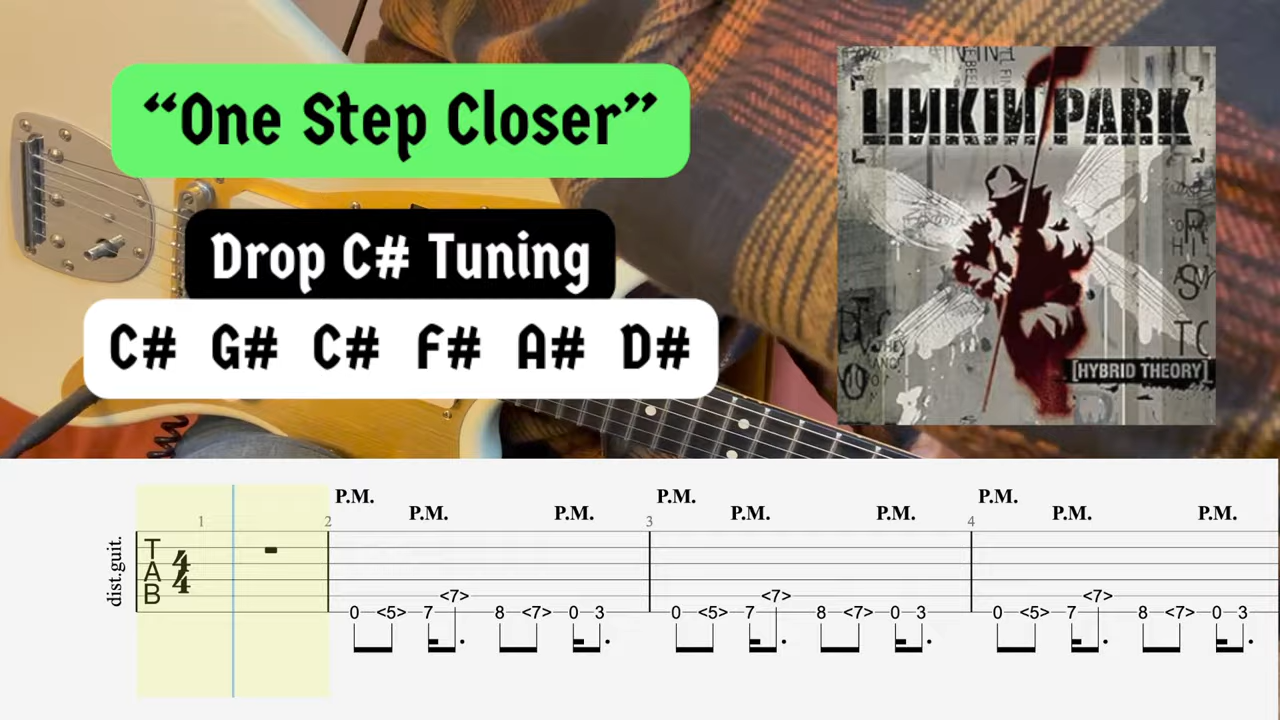 “One Step Closer”
LINKIN PARK
Drop C# Tuning
C# G# C# F# A# D#
[HYBRID THEORY]
P.M. P.M. P.M. P.M. P.M. P.M. P.M. P.M. P.M.
1 2 3 4
dist.guit.
T
A
B
4
4
<7> <7> <7>
0 <5> 7 8 <7> 0 3 0 <5> 7 8 <7> 0 3 0 <5> 7 8 <7> 0 3